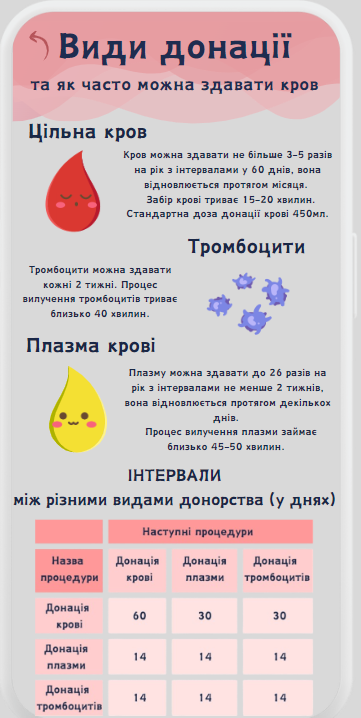 Види донації
та як часто можна здавати кров
Цільна кров
Кров можна здавати не більше 3-5 разів
на рік з інтервалами у 60 днів, вона
відновлюється протягом місяця.
Забір крові триває 15-20 хвилин.
Стандартна доза донації крові 450мл.
Тромбоцити
Тромбоцити можна здавати
кожні 2 тижні. Процес
вилучення тромбоцитів триває
близько 40 хвилин.
Плазма крові
Плазму можна здавати до 26 разів на
рік з інтервалами не менше 2 тижнів,
вона відновлюється протягом декількох
днів.
Процес вилучення плазми займає
близько 45-50 хвилин.
ІНТЕРВАЛИ
між різними видами донорства (у днях)
Наступні процедури
Назва процедури Донація крові Донація плазми Донація тромбоцитів
Донація крові 60 30 30
Донація плазми 14 14 14
Донація тромбоцитів 14 14 14